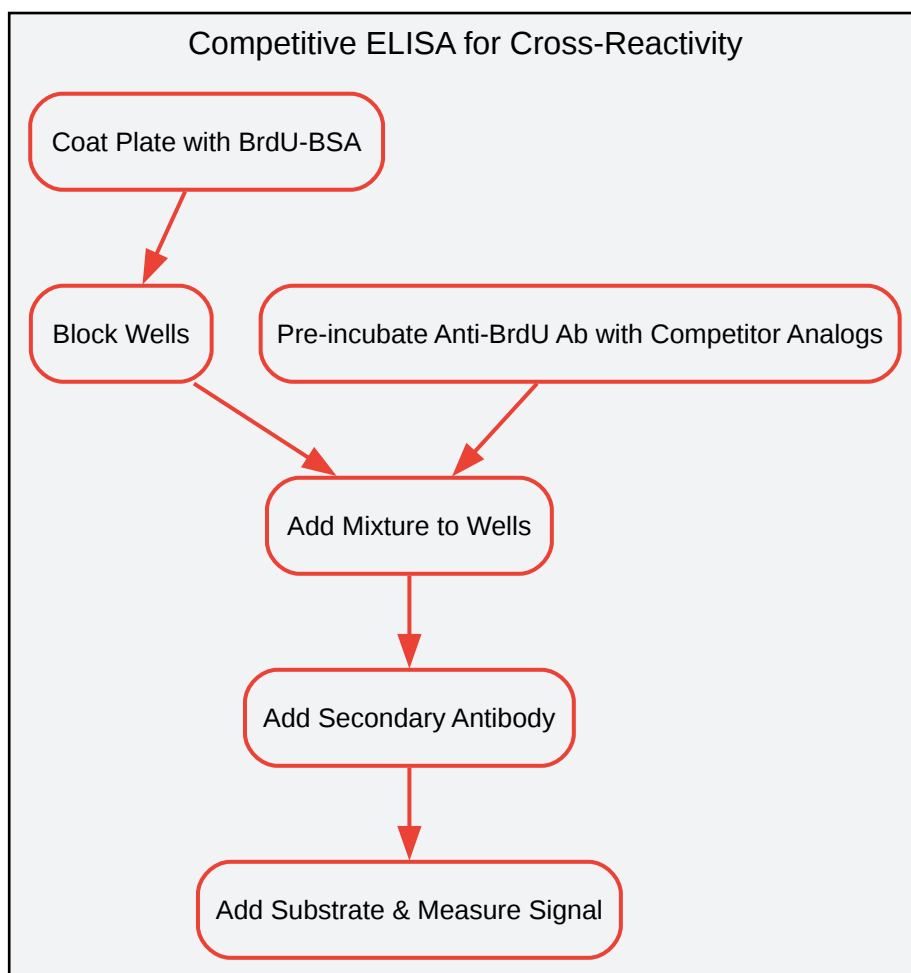 Competitive ELISA for Cross-Reactivity
Coat Plate with BrdU-BSA
Block Wells
Pre-incubate Anti-BrdU Ab with Competitor Analogs
Add Mixture to Wells
Add Secondary Antibody
Add Substrate & Measure Signal